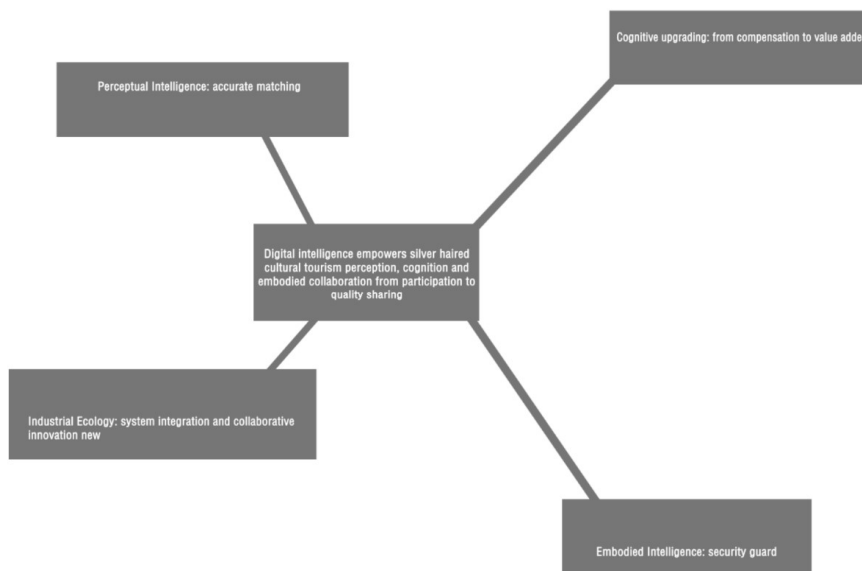 Cognitive upgrading: from compensation to value adde
Perceptual Intelligence: accurate matching
Digital intelligence empowers silver haired
cultural tourism perception, cognition and
embodied collaboration from participation to
quality sharing
Industrial Ecology: system integration and collaborative
innovation new
Embodied Intelligence: security guard